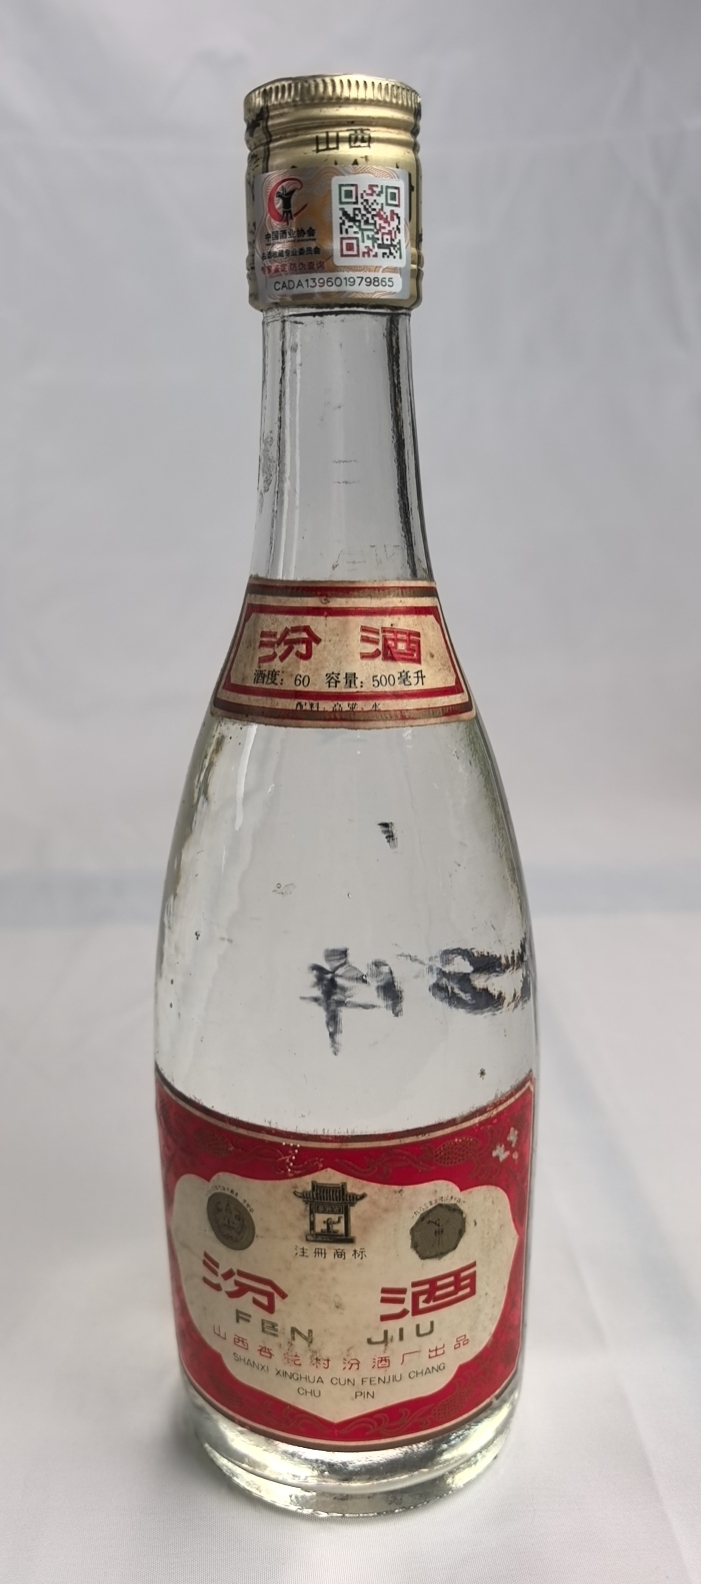 山西
中国酒业协会
CADA139601979865
汾酒
酒度：60 容量：500毫升
注册商标
汾酒
FEN JIU
山西杏花村汾酒厂出品
SHANXI XINGHUA CUN FENJIU CHANG
CHU PIN